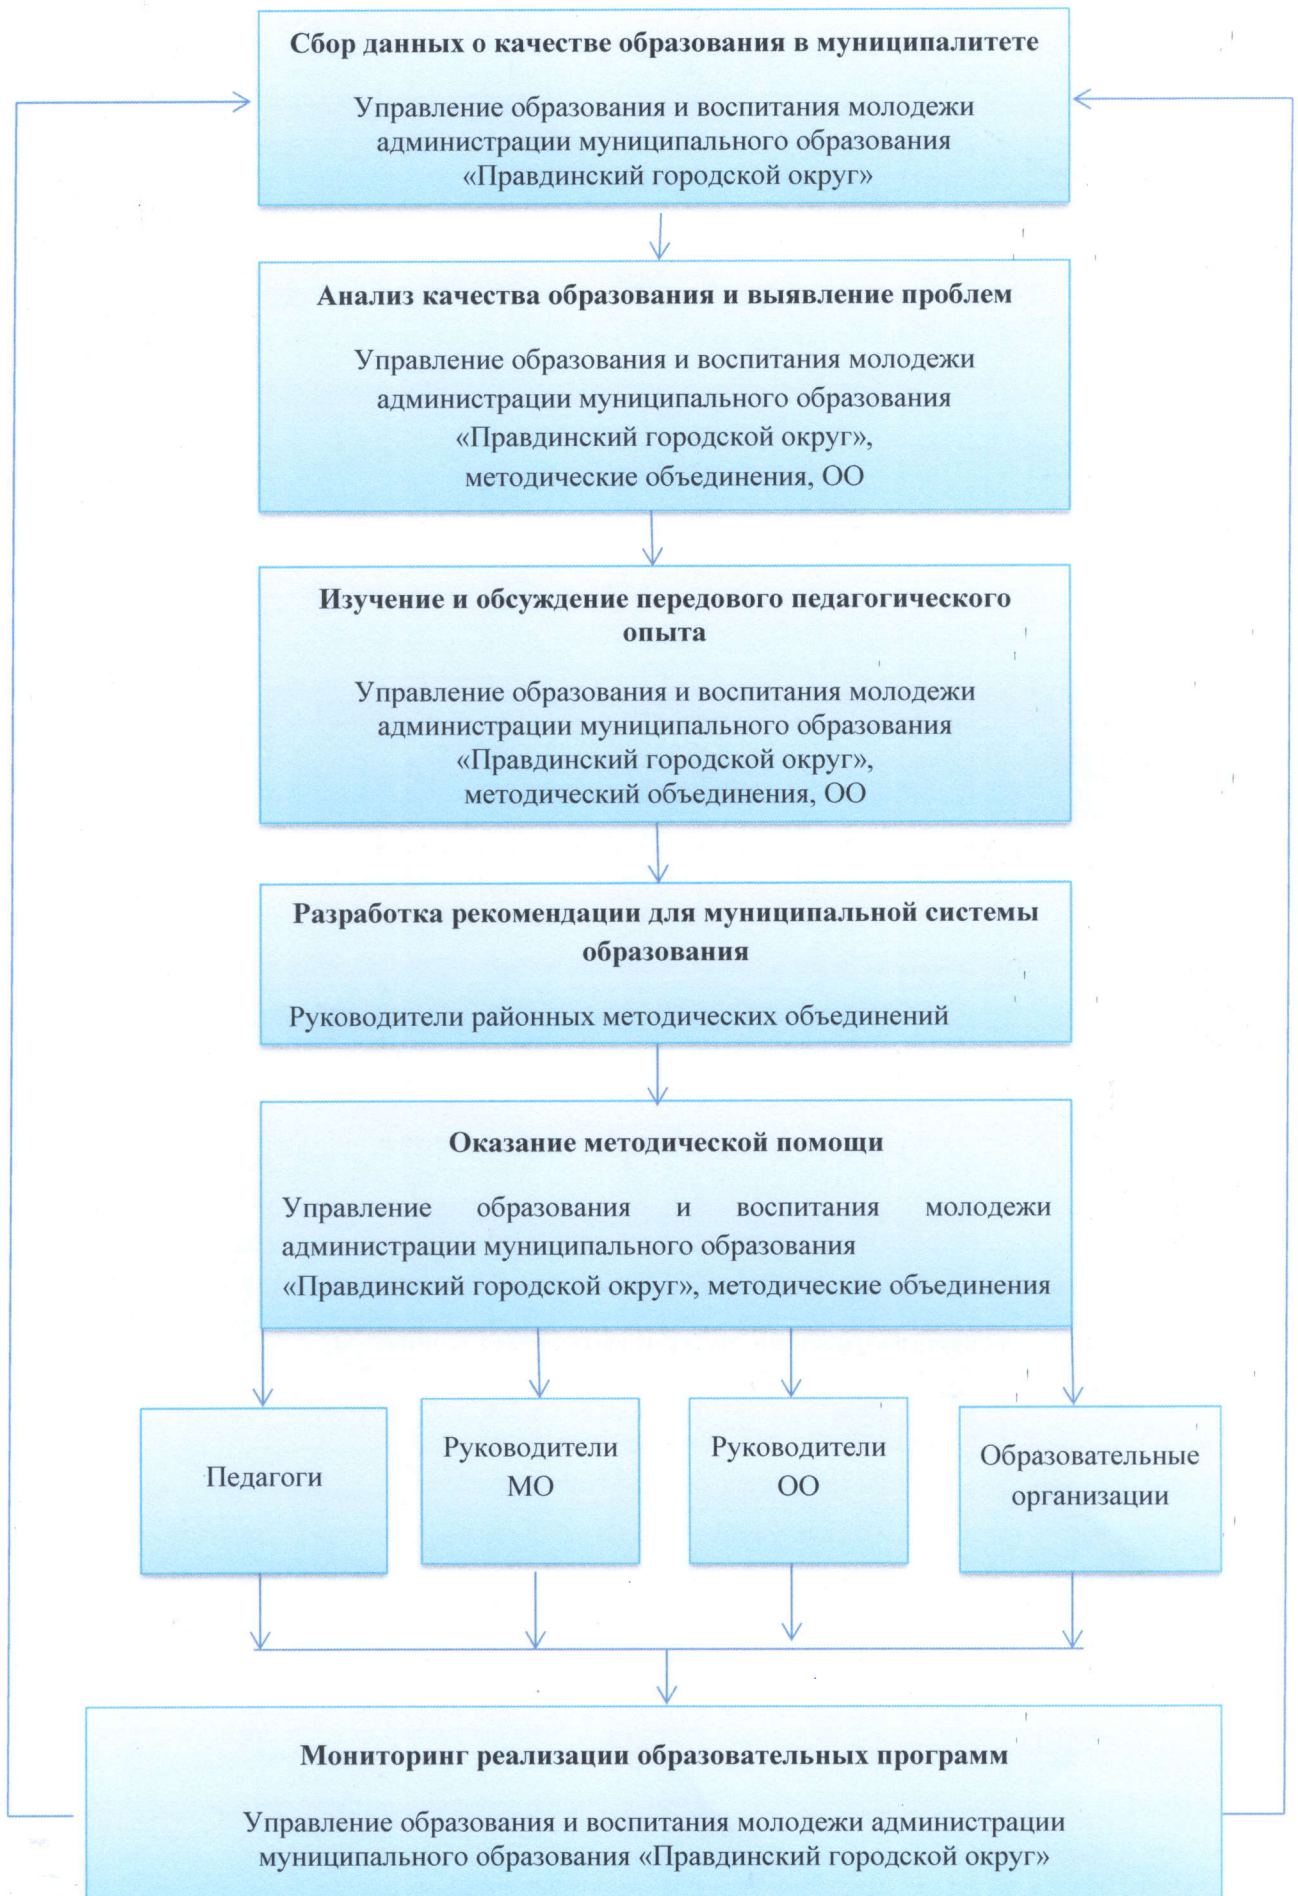 Сбор данных о качестве образования в муниципалитете
Управление образования и воспитания молодежи
администрации муниципального образования
«Правдинский городской округ»
Анализ качества образования и выявление проблем
Управление образования и воспитания молодежи
администрации муниципального образования
«Правдинский городской округ»,
методические объединения, ОО
Изучение и обсуждение передового педагогического
опыта
Управление образования и воспитания молодежи
администрации муниципального образования
«Правдинский городской округ»,
методический объединения, ОО
Разработка рекомендации для муниципальной системы
образования
Руководители районных методических объединений
Оказание методической помощи
Управление образования и воспитания молодежи
администрации муниципального образования
«Правдинский городской округ», методические объединения
Педагоги
Руководители
МО
Руководители
ОО
Образовательные
организации
Мониторинг реализации образовательных программ
Управление образования и воспитания молодежи администрации
муниципального образования «Правдинский городской округ»